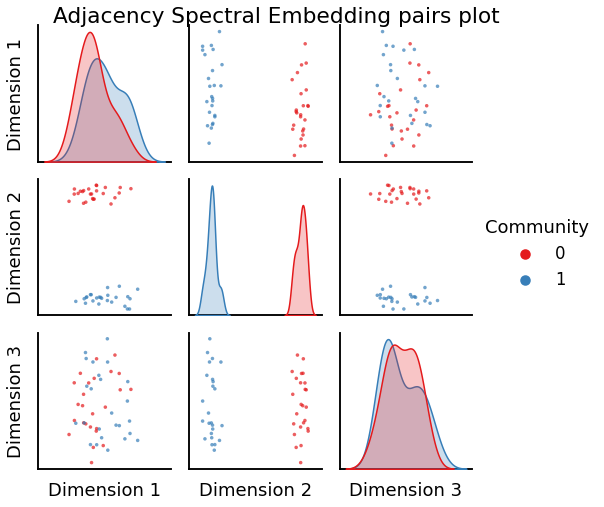 Adjacency Spectral Embedding pairs plot
Dimension 1
Dimension 2
Dimension 3
Community
0
1
Dimension 1
Dimension 2
Dimension 3